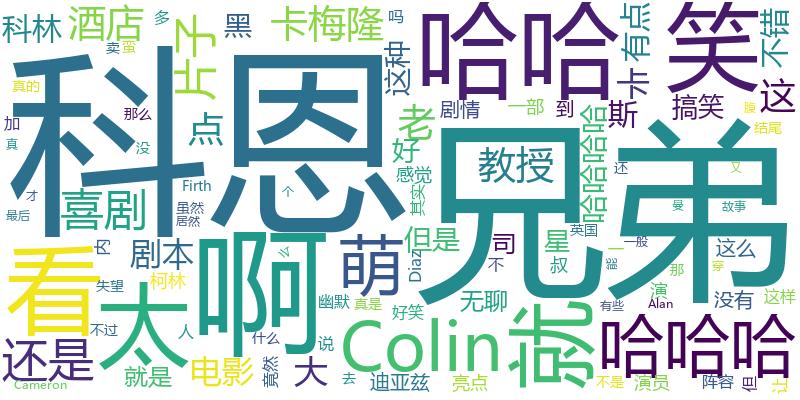 科林
酒店
多
片子
黑
卡梅隆
吗
这种
哈哈
笑
有点
不错
卖
蛮
真的
那么
科恩
兄弟
加
真
没
点
老
好
剧情
一部
到
斯
卡
搞笑
这
腹
结尾
感觉
教授
哈哈哈哈
还
又
才
最后
Firth
个
喜剧
虽然
居然
其实
故事
曼
内
剧本
啊
么
萌
但是
Diaz
司
不
星
叔
英国
一
能
一般
那
穿
这么
看
失望
柯林
太
幽默
真是
好笑
无聊
有些
演
Alan
没有
这样
不过
人
什么
说
Colin
就
哈哈哈
还是
就是
电影
竟然
大
去
迪亚兹
亮点
不是
演员
阵容
但
让
Cameron